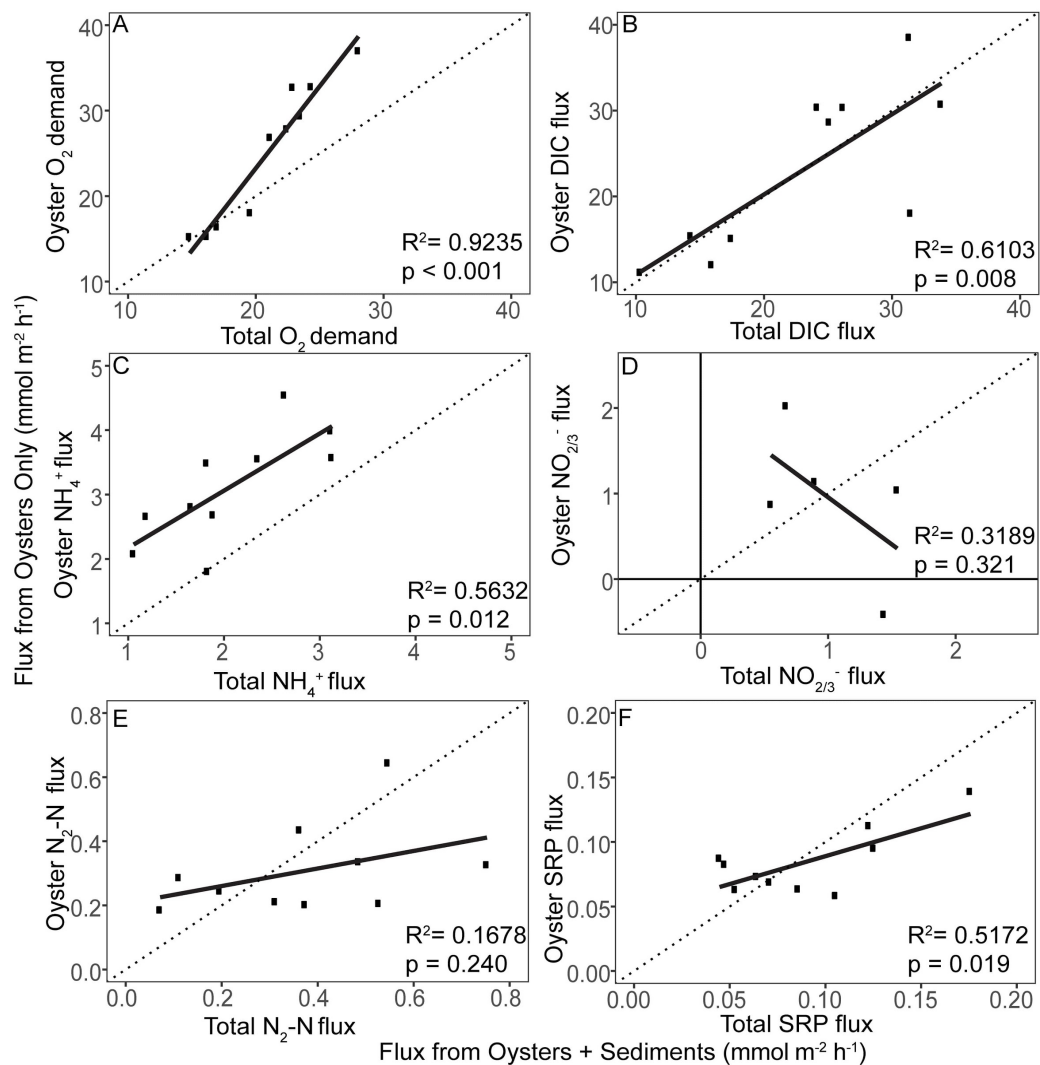 Flux from Oysters Only (mmol m⁻² h⁻¹)
A
Oyster O₂ demand
40
30
20
10
R²= 0.9235
p < 0.001
10 20 30 40
Total O₂ demand
B
Oyster DIC flux
40
30
20
10
R²= 0.6103
p = 0.008
10 20 30 40
Total DIC flux
C
Oyster NH₄⁺ flux
5
4
3
2
1
R²= 0.5632
p = 0.012
1 2 3 4 5
Total NH₄⁺ flux
D
Oyster NO₂/₃⁻ flux
2
1
0
R²= 0.3189
p = 0.321
0 1 2
Total NO₂/₃⁻ flux
E
Oyster N₂-N flux
0.8
0.6
0.4
0.2
0.0
R²= 0.1678
p = 0.240
0.0 0.2 0.4 0.6 0.8
Total N₂-N flux
F
Oyster SRP flux
0.20
0.15
0.10
0.05
0.00
R²= 0.5172
p = 0.019
0.00 0.05 0.10 0.15 0.20
Total SRP flux
Flux from Oysters + Sediments (mmol m⁻² h⁻¹)